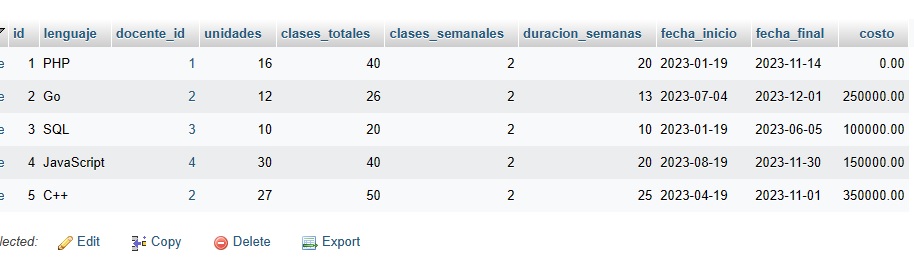 id lenguaje docente_id unidades clases_totales clases_semanales duracion_semanas fecha_inicio fecha_final costo
e 1 PHP 1 16 40 2 20 2023-01-19 2023-11-14 0.00
e 2 Go 2 12 26 2 13 2023-07-04 2023-12-01 250000.00
e 3 SQL 3 10 20 2 10 2023-01-19 2023-06-05 100000.00
e 4 JavaScript 4 30 40 2 20 2023-08-19 2023-11-30 150000.00
e 5 C++ 2 27 50 2 25 2023-04-19 2023-11-01 350000.00
lected: Edit Copy Delete Export